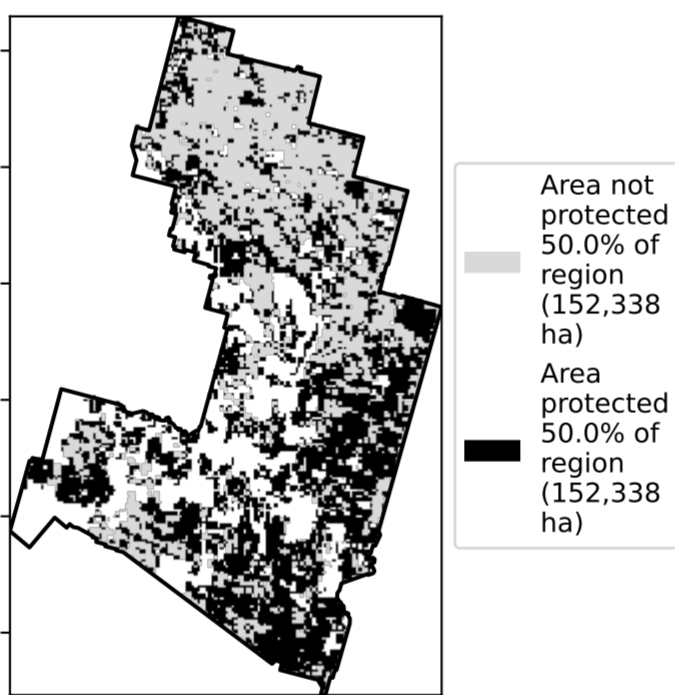 Area not
protected
50.0% of
region
(152,338
ha)
Area
protected
50.0% of
region
(152,338
ha)